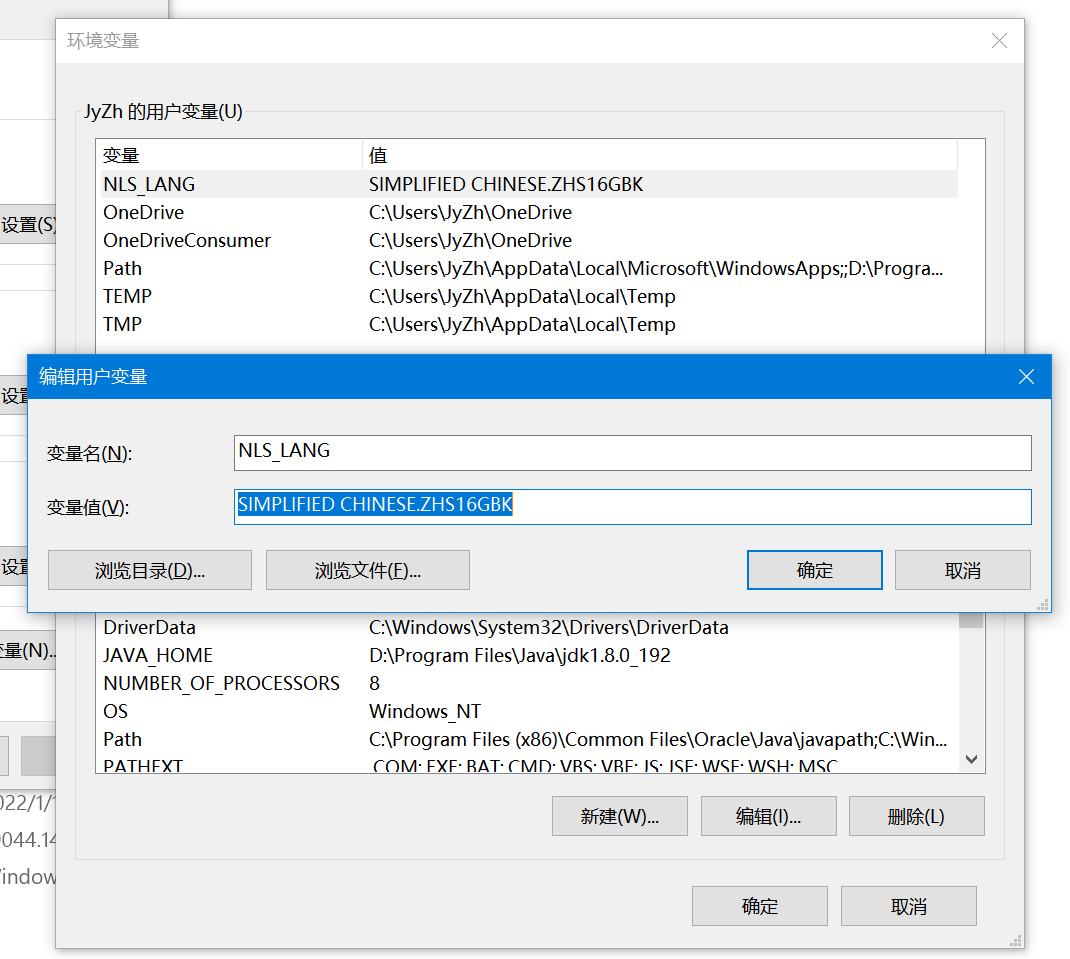 环境变量
JyZh 的用户变量(U)
变量 值
NLS_LANG SIMPLIFIED CHINESE.ZHS16GBK
OneDrive C:\Users\JyZh\OneDrive
OneDriveConsumer C:\Users\JyZh\OneDrive
Path C:\Users\JyZh\AppData\Local\Microsoft\WindowsApps;;D:\Progra...
TEMP C:\Users\JyZh\AppData\Local\Temp
TMP C:\Users\JyZh\AppData\Local\Temp
设置(S)
设置
设置
变量(N)..
编辑用户变量
变量名(N): NLS_LANG
变量值(V): SIMPLIFIED CHINESE.ZHS16GBK
浏览目录(D)... 浏览文件(F)... 确定 取消
DriverData C:\Windows\System32\Drivers\DriverData
JAVA_HOME D:\Program Files\Java\jdk1.8.0_192
NUMBER_OF_PROCESSORS 8
OS Windows_NT
Path C:\Program Files (x86)\Common Files\Oracle\Java\javapath;C:\Win...
PATHEXT .COM;.EXE;.BAT;.CMD;.VBS;.VBE;.JS;.JSE;.WSF;.WSH;.MSC
新建(W)... 编辑(I)... 删除(L)
022/1/1
0044.14
Window
确定 取消